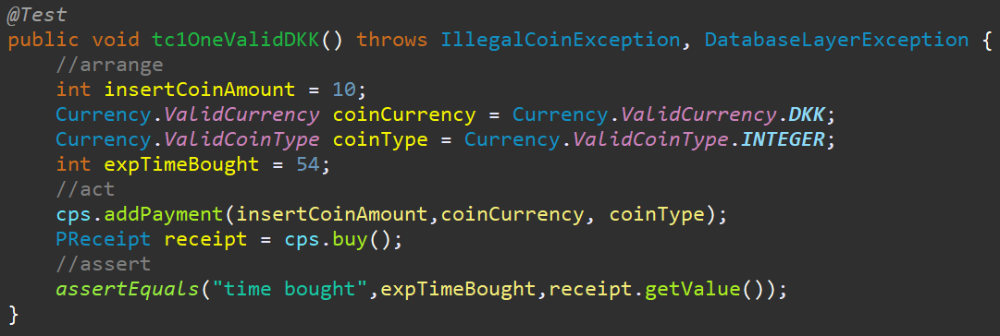 @Test
public void tc1OneValidDKK() throws IllegalCoinException, DatabaseLayerException {
    //arrange
    int insertCoinAmount = 10;
    Currency.ValidCurrency coinCurrency = Currency.ValidCurrency.DKK;
    Currency.ValidCoinType coinType = Currency.ValidCoinType.INTEGER;
    int expTimeBought = 54;
    //act
    cps.addPayment(insertCoinAmount,coinCurrency, coinType);
    PReceipt receipt = cps.buy();
    //assert
    assertEquals("time bought",expTimeBought,receipt.getValue());
}